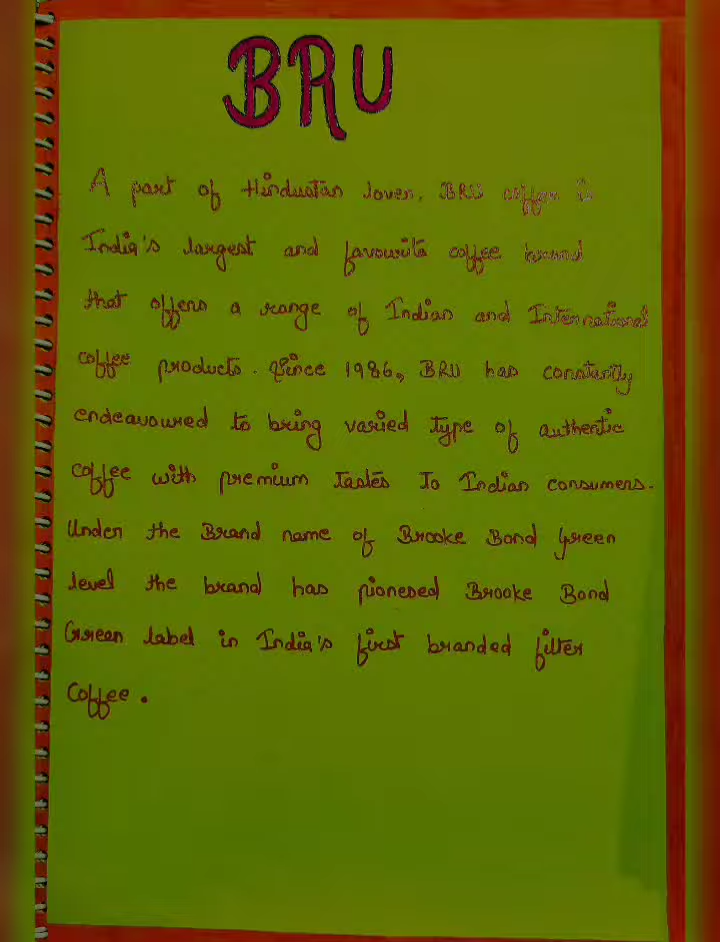 BRU
A part of Hindustan lover, BRU coffee is
India's largest and favourite coffee brand
that offers a range of Indian and International
coffee products. Since 1986, BRU has constantly
endeavoured to bring varied type of authentic
coffee with premium tastes to Indian consumers.
Under the Brand name of Brooke Bond Green
level the brand has pionesed Brooke Bond
Green label in India's first branded filter
Coffee.